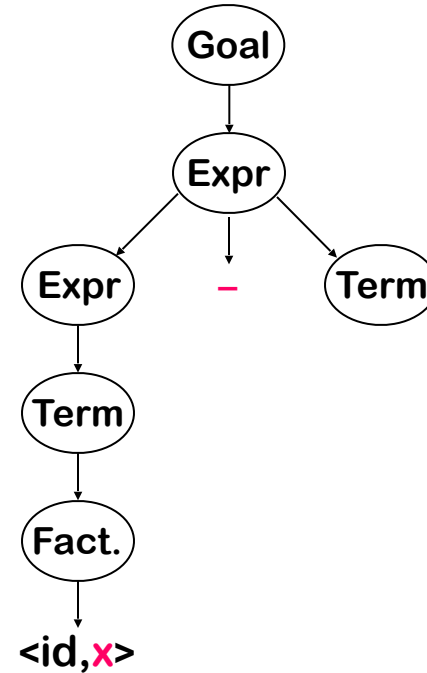 Goal
Expr
Expr – Term
Term
Fact.
<id,x>